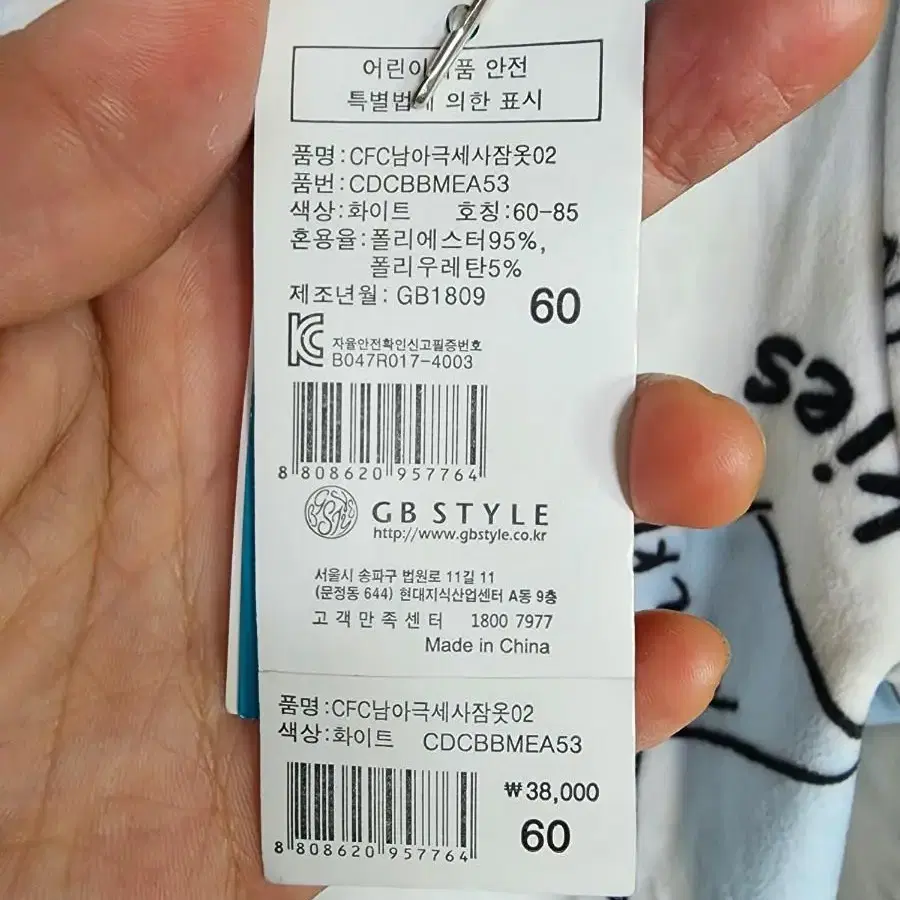 어린이제품 안전
특별법에 의한 표시
품명:CFC남아극세사잠옷02
품번:CDCBBMEA53
색상:화이트 호칭:60-85
혼용율:폴리에스터95%,
폴리우레탄5%
제조년월: GB1809 60
자율안전확인신고필증번호
B047R017-4003
8 808620 957764
GB STYLE
http://www.gbstyle.co.kr
서울시 송파구 법원로 11길 11
(문정동 644) 현대지식산업센터 A동 9층
고객만족센터 1800 7977
Made in China
품명:CFC남아극세사잠옷02
색상:화이트 CDCBBMEA53
₩38,000
60
8 808620 957764